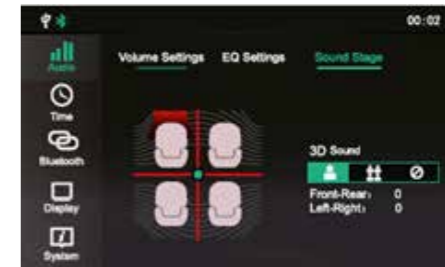 00:02
Volume Settings EQ Settings Sound Stage
Audio
Time
Bluetooth
Display
System
3D Sound
Front-Rear: 0
Left-Right: 0